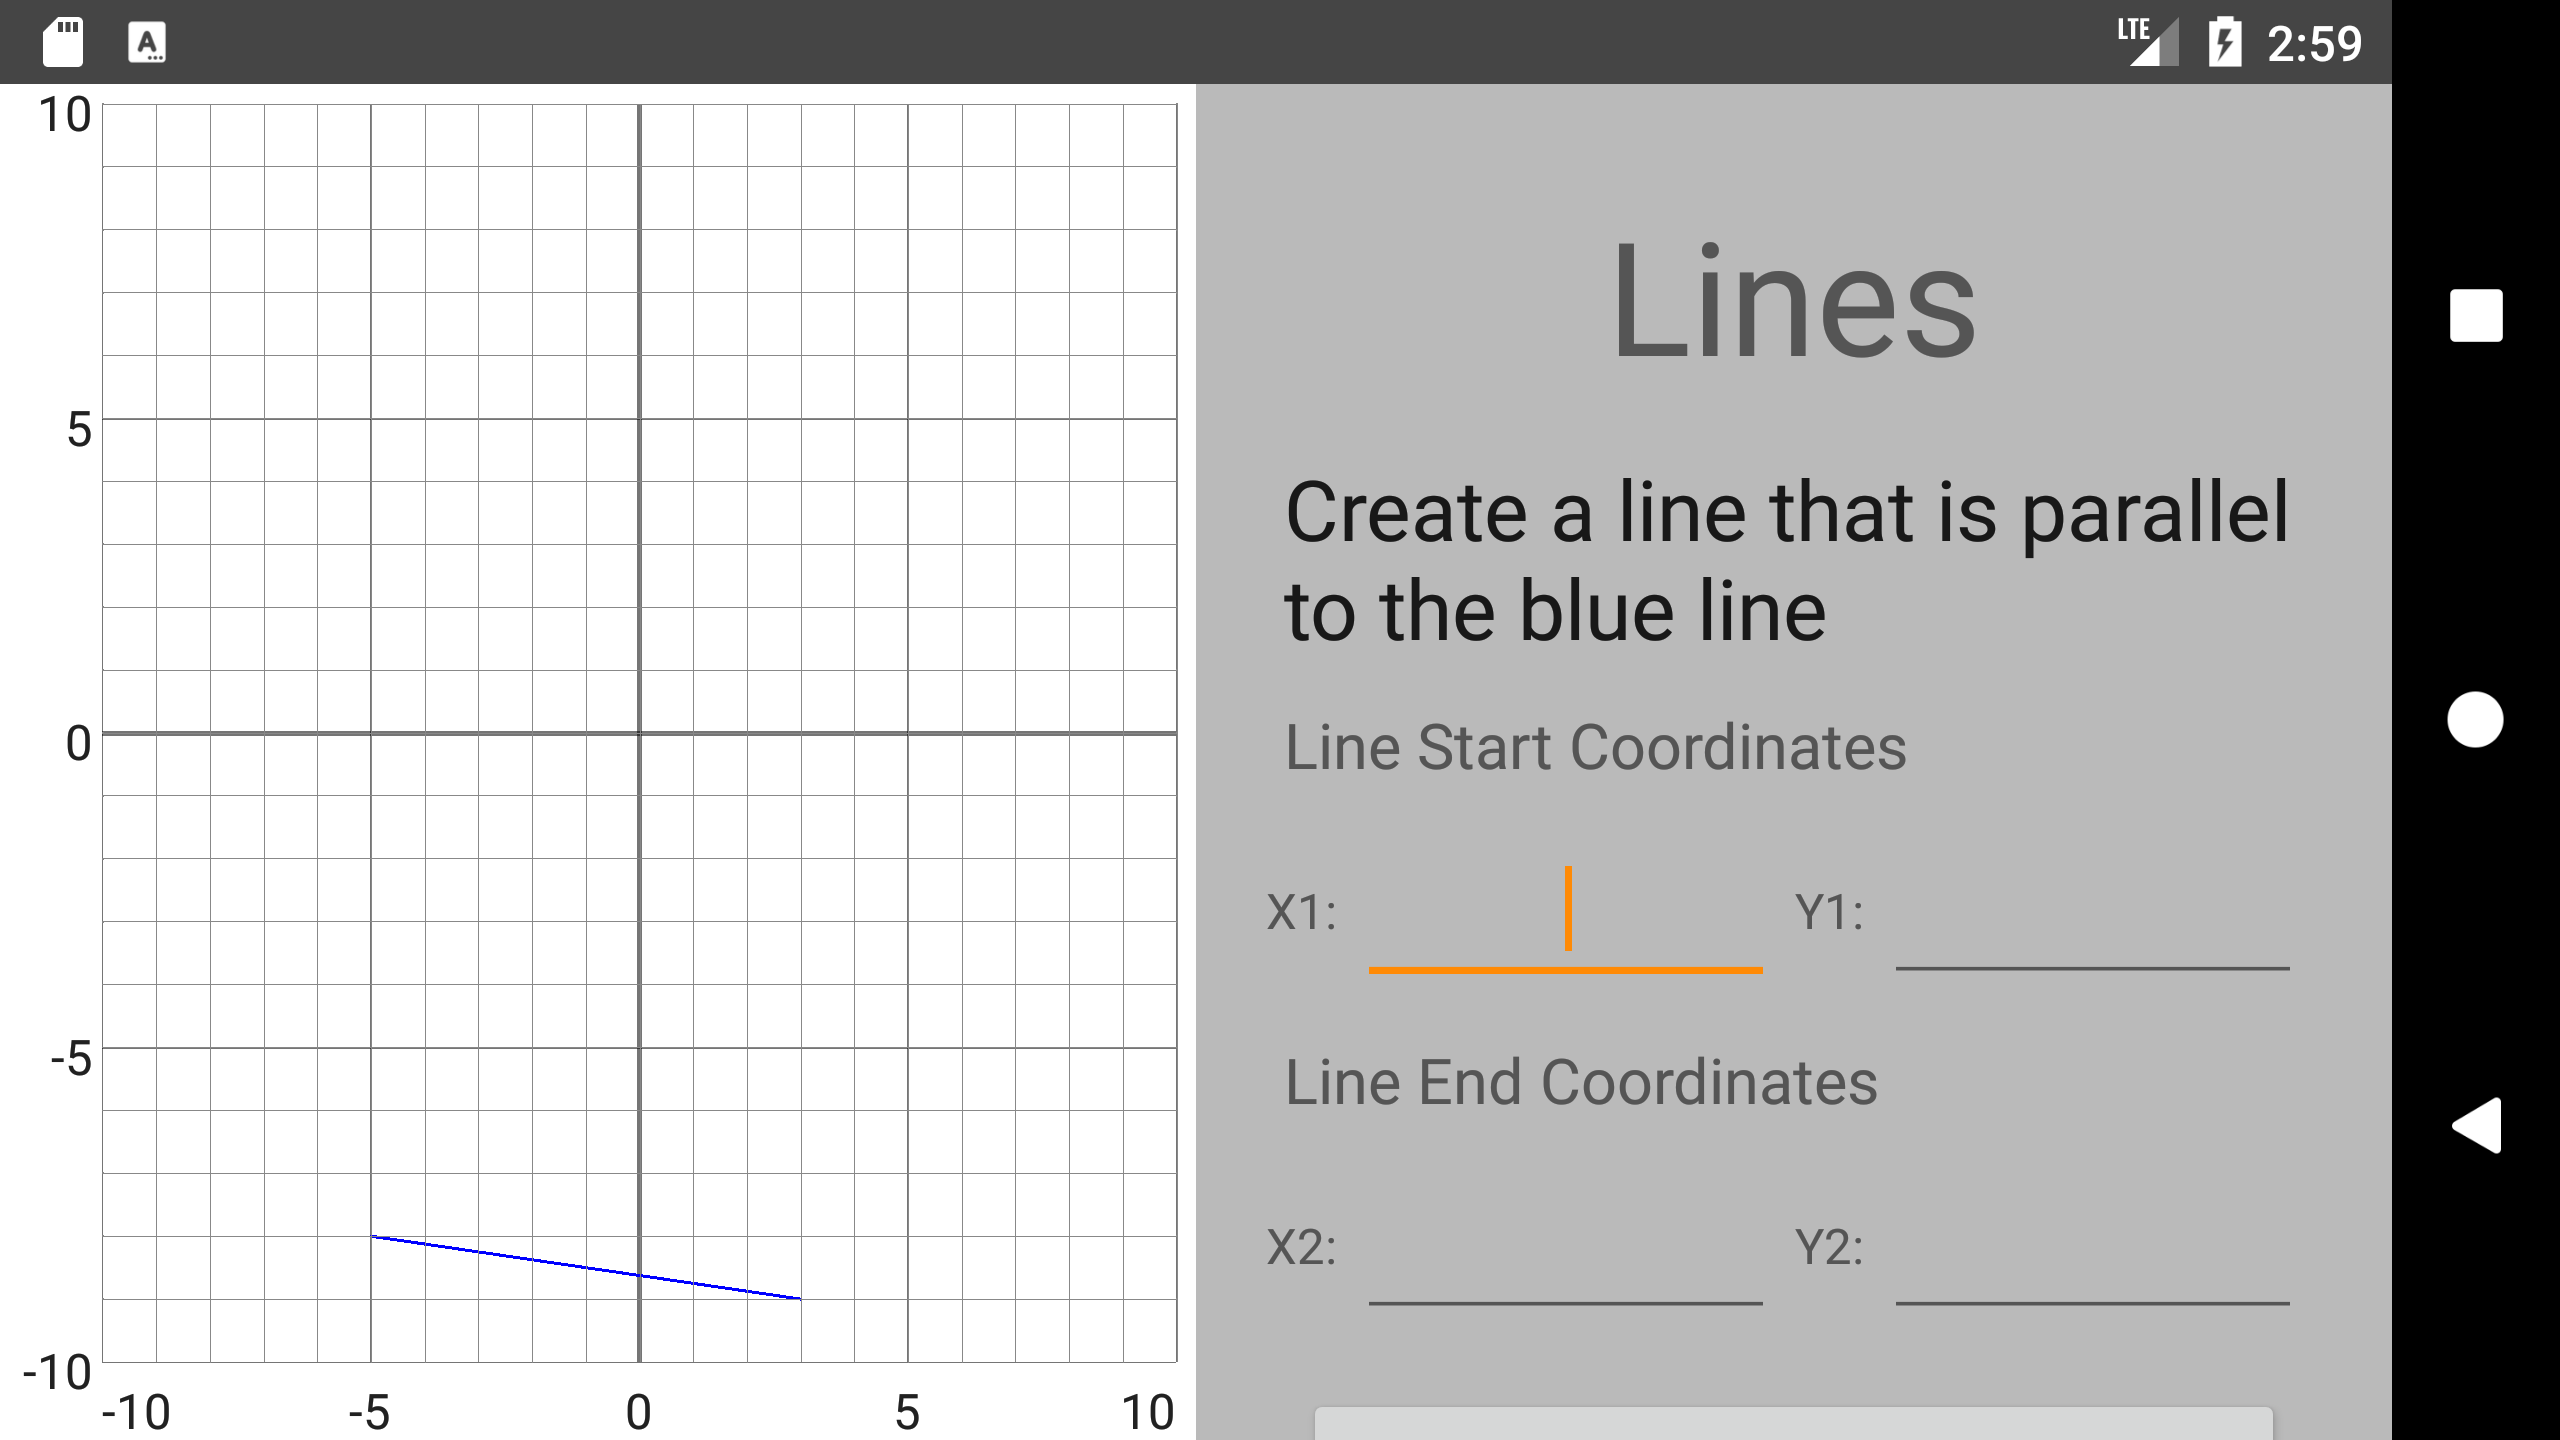 LTE 2:59
A
10
5
0
-5
-10
-10 -5 0 5 10
Lines
Create a line that is parallel
to the blue line
Line Start Coordinates
X1: Y1:
Line End Coordinates
X2: Y2: